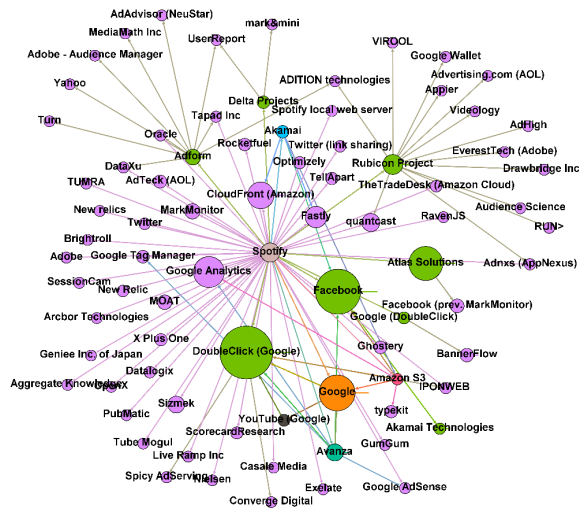 AdAdvisor (NeuStar)
mark&mini
MediaMath Inc
UserReport
VIROOL
Adobe - Audience Manager
Google Wallet
Yahoo
ADITION technologies
Advertising.com (AOL)
Appier
Delta Projects
Tapad Inc
Spotify local web server
Videology
Turn
Akamai
AdHigh
Oracle
Rocketfuel
Twitter (link sharing)
EverestTech (Adobe)
Adform
Optimizely
Rubicon Project
DataXu
Drawbridge Inc
TUMRA
AdTeck (AOL)
TellApart
TheTradeDesk (Amazon Cloud)
CloudFront (Amazon)
New relics
MarkMonitor
Fastly
Audience Science
Twitter
quantcast
RavenJS
RUN>
Brightroll
Spotify
Adobe
Google Tag Manager
Atlas Solutions
Adnxs (AppNexus)
Google Analytics
SessionCam
New Relic
Facebook
MOAT
Facebook (prev. MarkMonitor)
Arcbor Technologies
Google (DoubleClick)
X Plus One
Ghostery
Geniee Inc. of Japan
DoubleClick (Google)
BannerFlow
Datalogix
Amazon S3
Aggregate Knowledge
OpenX
IPONWEB
Google
Sizmek
PubMatic
typekit
YouTube (Google)
Akamai Technologies
ScorecardResearch
Tube Mogul
GumGum
Avanza
Live Ramp Inc
Casale Media
Spicy AdServing
Nielsen
Exelate
Google AdSense
Converge Digital